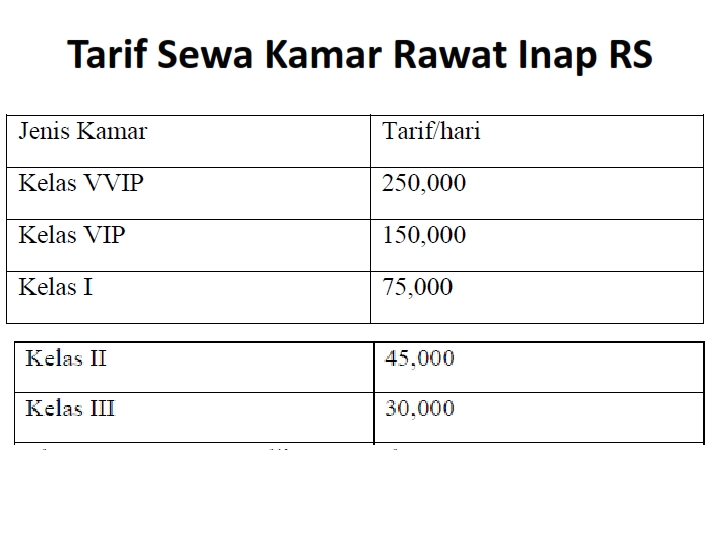 Tarif Sewa Kamar Rawat Inap RS
Jenis Kamar Tarif/hari
Kelas VVIP 250,000
Kelas VIP 150,000
Kelas I 75,000
Kelas II 45,000
Kelas III 30,000